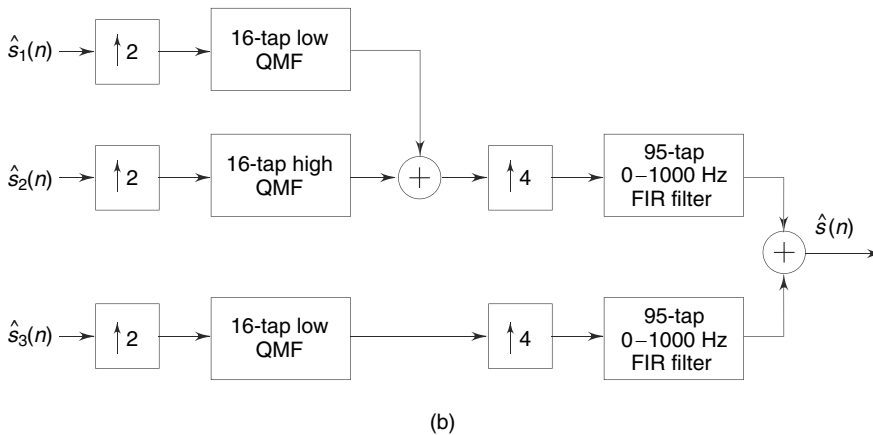 ŝ₁(n)
↑2
16-tap low
QMF
ŝ₂(n)
↑2
16-tap high
QMF
+
↑4
95-tap
0–1000 Hz
FIR filter
+
ŝ(n)
ŝ₃(n)
↑2
16-tap low
QMF
↑4
95-tap
0–1000 Hz
FIR filter
(b)